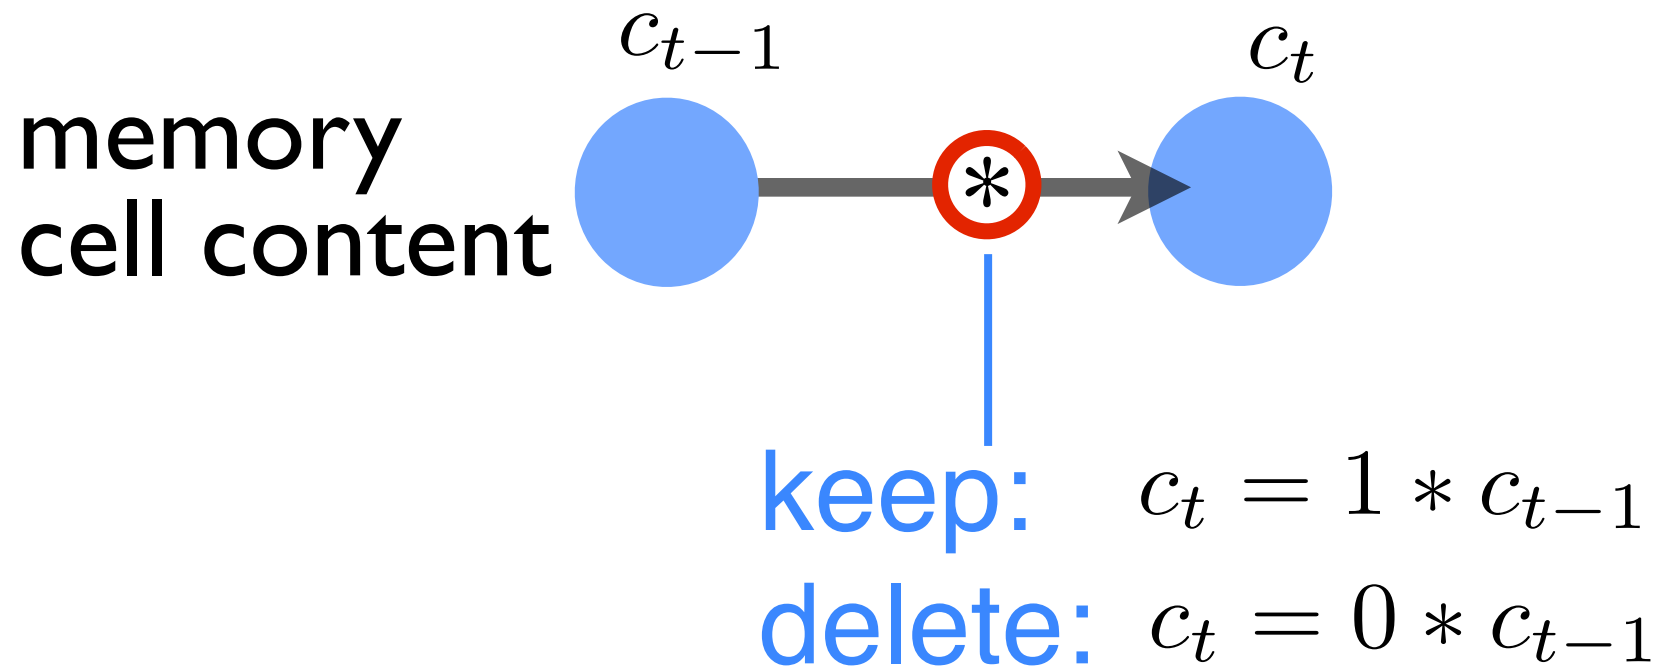 c_{t-1} c_t
memory
cell content
*
keep: c_t = 1 * c_{t-1}
delete: c_t = 0 * c_{t-1}